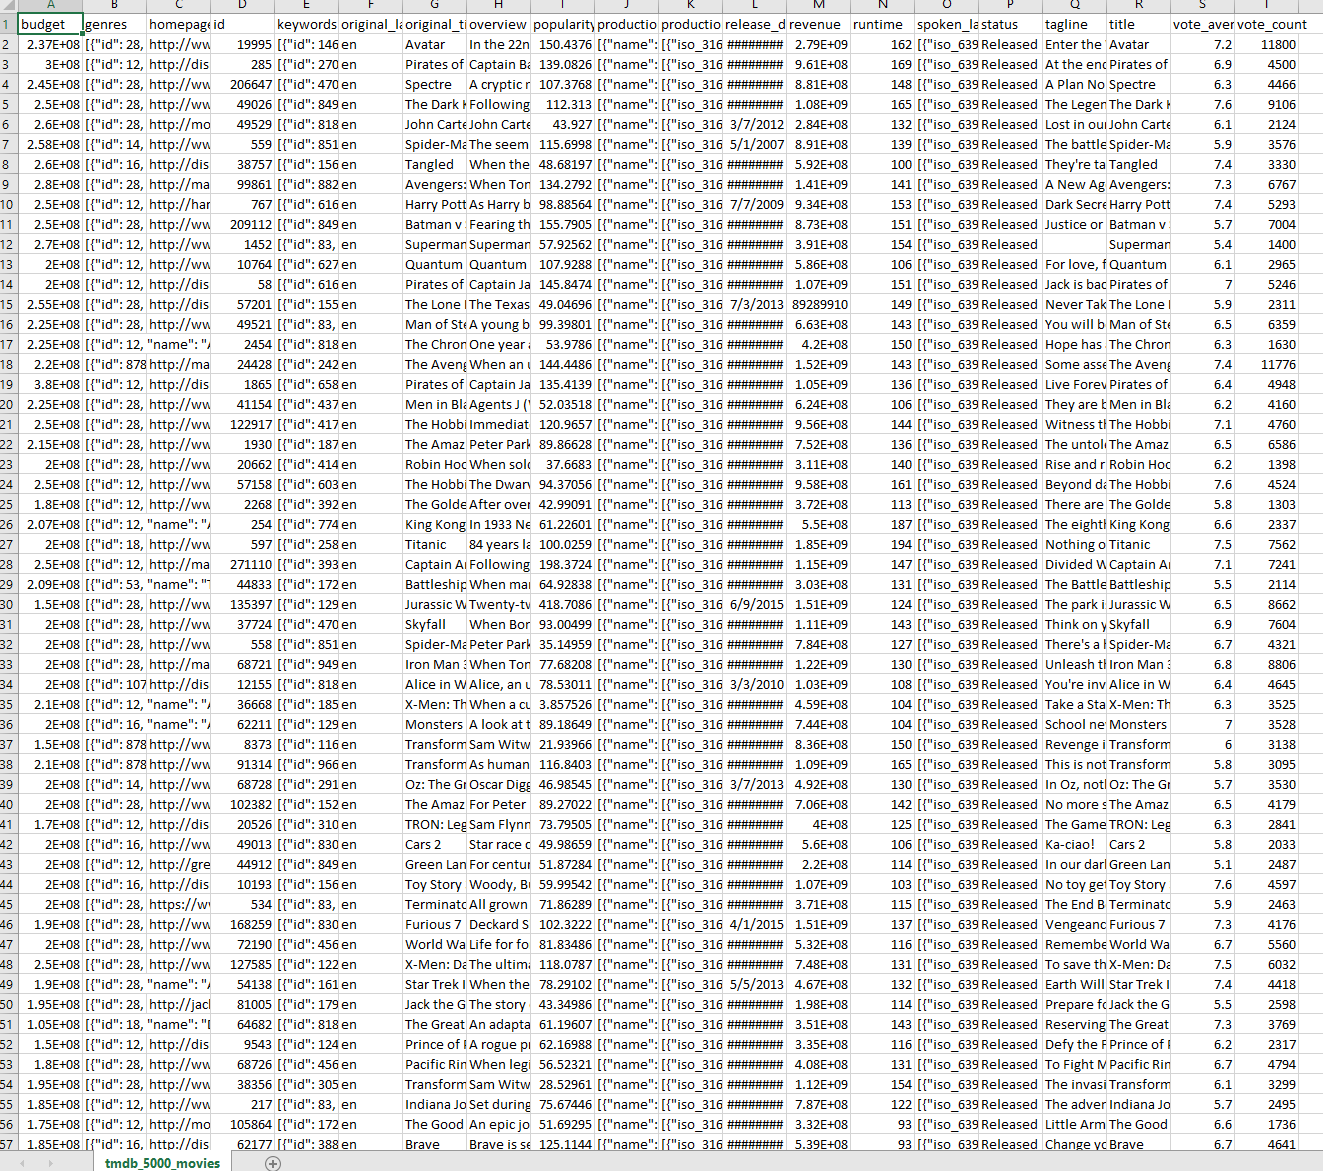 A B C D E F G H I J K L M N O P Q R S T
1 budget genres homepage id keywords original_la original_ti overview popularity productio productio release_d revenue runtime spoken_la status tagline title vote_aver vote_count
2 2.37E+08 [{"id": 28, http://ww 19995 [{"id": 146 en Avatar In the 22n 150.4376 [{"name": [{"iso_316 ######## 2.79E+09 162 [{"iso_639 Released Enter the Avatar 7.2 11800
3 3E+08 [{"id": 12, http://dis 285 [{"id": 270 en Pirates of Captain Ba 139.0826 [{"name": [{"iso_316 ######## 9.61E+08 169 [{"iso_639 Released At the end Pirates of 6.9 4500
4 2.45E+08 [{"id": 28, http://ww 206647 [{"id": 470 en Spectre A cryptic r 107.3768 [{"name": [{"iso_316 ######## 8.81E+08 148 [{"iso_639 Released A Plan No Spectre 6.3 4466
5 2.5E+08 [{"id": 28, http://ww 49026 [{"id": 849 en The Dark K Following 112.313 [{"name": [{"iso_316 ######## 1.08E+09 165 [{"iso_639 Released The Legen The Dark K 7.6 9106
6 2.6E+08 [{"id": 28, http://mo 49529 [{"id": 818 en John Carte John Carte 43.927 [{"name": [{"iso_316 3/7/2012 2.84E+08 132 [{"iso_639 Released Lost in ou John Carte 6.1 2124
7 2.58E+08 [{"id": 14, http://ww 559 [{"id": 851 en Spider-Ma The seem 115.6998 [{"name": [{"iso_316 5/1/2007 8.91E+08 139 [{"iso_639 Released The battle Spider-Ma 5.9 3576
8 2.6E+08 [{"id": 16, http://dis 38757 [{"id": 156 en Tangled When the 48.68197 [{"name": [{"iso_316 ######## 5.92E+08 100 [{"iso_639 Released They're ta Tangled 7.4 3330
9 2.8E+08 [{"id": 28, http://ma 99861 [{"id": 882 en Avengers: When Ton 134.2792 [{"name": [{"iso_316 ######## 1.41E+09 141 [{"iso_639 Released A New Ag Avengers: 7.3 6767
10 2.5E+08 [{"id": 12, http://har 767 [{"id": 616 en Harry Pott As Harry b 98.88564 [{"name": [{"iso_316 7/7/2009 9.34E+08 153 [{"iso_639 Released Dark Secre Harry Pott 7.4 5293
11 2.5E+08 [{"id": 28, http://ww 209112 [{"id": 849 en Batman v Fearing th 155.7905 [{"name": [{"iso_316 ######## 8.73E+08 151 [{"iso_639 Released Justice or Batman v 5.7 7004
12 2.7E+08 [{"id": 12, http://ww 1452 [{"id": 83, en Superman Superman 57.92562 [{"name": [{"iso_316 ######## 3.91E+08 154 [{"iso_639 Released Superman 5.4 1400
13 2E+08 [{"id": 12, http://ww 10764 [{"id": 627 en Quantum Quantum 107.9288 [{"name": [{"iso_316 ######## 5.86E+08 106 [{"iso_639 Released For love, f Quantum 6.1 2965
14 2E+08 [{"id": 12, http://dis 58 [{"id": 616 en Pirates of Captain Ja 145.8474 [{"name": [{"iso_316 ######## 1.07E+09 151 [{"iso_639 Released Jack is bac Pirates of 7 5246
15 2.55E+08 [{"id": 28, http://dis 57201 [{"id": 155 en The Lone I The Texas 49.04696 [{"name": [{"iso_316 7/3/2013 89289910 149 [{"iso_639 Released Never Tak The Lone I 5.9 2311
16 2.25E+08 [{"id": 28, http://ww 49521 [{"id": 83, en Man of Ste A young b 99.39801 [{"name": [{"iso_316 ######## 6.63E+08 143 [{"iso_639 Released You will b Man of Ste 6.5 6359
17 2.25E+08 [{"id": 12, "name": "A 2454 [{"id": 818 en The Chron One year 53.9786 [{"name": [{"iso_316 ######## 4.2E+08 150 [{"iso_639 Released Hope has The Chron 6.3 1630
18 2.2E+08 [{"id": 878 http://ma 24428 [{"id": 242 en The Aveng When an u 144.4486 [{"name": [{"iso_316 ######## 1.52E+09 143 [{"iso_639 Released Some asse The Aveng 7.4 11776
19 3.8E+08 [{"id": 12, http://dis 1865 [{"id": 658 en Pirates of Captain Ja 135.4139 [{"name": [{"iso_316 ######## 1.05E+09 136 [{"iso_639 Released Live Forev Pirates of 6.4 4948
20 2.25E+08 [{"id": 28, http://ww 41154 [{"id": 437 en Men in Bla Agents J (' 52.03518 [{"name": [{"iso_316 ######## 6.24E+08 106 [{"iso_639 Released They are b Men in Bla 6.2 4160
21 2.5E+08 [{"id": 28, http://ww 122917 [{"id": 417 en The Hobbi Immediat 120.9657 [{"name": [{"iso_316 ######## 9.56E+08 144 [{"iso_639 Released Witness th The Hobbi 7.1 4760
22 2.15E+08 [{"id": 28, http://ww 1930 [{"id": 187 en The Amaz Peter Park 89.86628 [{"name": [{"iso_316 ######## 7.52E+08 136 [{"iso_639 Released The untol The Amaz 6.5 6586
23 2E+08 [{"id": 28, http://ww 20662 [{"id": 414 en Robin Hoc When solc 37.6683 [{"name": [{"iso_316 ######## 3.11E+08 140 [{"iso_639 Released Rise and r Robin Hoc 6.2 1398
24 2.5E+08 [{"id": 12, http://ww 57158 [{"id": 603 en The Hobbi The Dwarv 94.37056 [{"name": [{"iso_316 ######## 9.58E+08 161 [{"iso_639 Released Beyond da The Hobbi 7.6 4524
25 1.8E+08 [{"id": 12, http://ww 2268 [{"id": 392 en The Golde After over 42.99091 [{"name": [{"iso_316 ######## 3.72E+08 113 [{"iso_639 Released There are The Golde 5.8 1303
26 2.07E+08 [{"id": 12, "name": "A 254 [{"id": 774 en King Kong In 1933 Ne 61.22601 [{"name": [{"iso_316 ######## 5.5E+08 187 [{"iso_639 Released The eighth King Kong 6.6 2337
27 2E+08 [{"id": 18, http://ww 597 [{"id": 258 en Titanic 84 years la 100.0259 [{"name": [{"iso_316 ######## 1.85E+09 194 [{"iso_639 Released Nothing o Titanic 7.5 7562
28 2.5E+08 [{"id": 12, http://ma 271110 [{"id": 393 en Captain Ar Following 198.3724 [{"name": [{"iso_316 ######## 1.15E+09 147 [{"iso_639 Released Divided W Captain Ar 7.1 7241
29 2.09E+08 [{"id": 53, "name": "T 44833 [{"id": 172 en Battleship When mar 64.92838 [{"name": [{"iso_316 ######## 3.03E+08 131 [{"iso_639 Released The Battle Battleship 5.5 2114
30 1.5E+08 [{"id": 28, http://ww 135397 [{"id": 129 en Jurassic W Twenty-tv 418.7086 [{"name": [{"iso_316 6/9/2015 1.51E+09 124 [{"iso_639 Released The park i Jurassic W 6.5 8662
31 2E+08 [{"id": 28, http://ww 37724 [{"id": 470 en Skyfall When Bon 93.00499 [{"name": [{"iso_316 ######## 1.11E+09 143 [{"iso_639 Released Think on y Skyfall 6.9 7604
32 2E+08 [{"id": 28, http://ww 558 [{"id": 851 en Spider-Ma Peter Park 35.14959 [{"name": [{"iso_316 ######## 7.84E+08 127 [{"iso_639 Released There's a h Spider-Ma 6.7 4321
33 2E+08 [{"id": 28, http://ma 68721 [{"id": 949 en Iron Man 3 When Ton 77.68208 [{"name": [{"iso_316 ######## 1.22E+09 130 [{"iso_639 Released Unleash th Iron Man 3 6.8 8806
34 2E+08 [{"id": 107 http://dis 12155 [{"id": 818 en Alice in W Alice, an u 78.53011 [{"name": [{"iso_316 3/3/2010 1.03E+09 108 [{"iso_639 Released You're inv Alice in W 6.4 4645
35 2.1E+08 [{"id": 12, "name": "A 36668 [{"id": 185 en X-Men: Th When a cu 3.857526 [{"name": [{"iso_316 ######## 4.59E+08 104 [{"iso_639 Released Take a Sta X-Men: Th 6.3 3525
36 2E+08 [{"id": 16, "name": "A 62211 [{"id": 129 en Monsters A look at t 89.18649 [{"name": [{"iso_316 ######## 7.44E+08 104 [{"iso_639 Released School nev Monsters 7 3528
37 1.5E+08 [{"id": 878 http://ww 8373 [{"id": 116 en Transform Sam Witw 21.93966 [{"name": [{"iso_316 ######## 8.36E+08 150 [{"iso_639 Released Revenge i Transform 6 3138
38 2.1E+08 [{"id": 878 http://ww 91314 [{"id": 966 en Transform As human 116.8403 [{"name": [{"iso_316 ######## 1.09E+09 165 [{"iso_639 Released This is not Transform 5.8 3095
39 2E+08 [{"id": 14, http://ww 68728 [{"id": 291 en Oz: The Gr Oscar Digg 46.98545 [{"name": [{"iso_316 3/7/2013 4.92E+08 130 [{"iso_639 Released In Oz, notl Oz: The Gr 5.7 3530
40 2E+08 [{"id": 28, http://ww 102382 [{"id": 152 en The Amaz For Peter 89.27022 [{"name": [{"iso_316 ######## 7.06E+08 142 [{"iso_639 Released No more s The Amaz 6.5 4179
41 1.7E+08 [{"id": 12, http://dis 20526 [{"id": 310 en TRON: Leg Sam Flynn 73.79505 [{"name": [{"iso_316 ######## 4E+08 125 [{"iso_639 Released The Game TRON: Leg 6.3 2841
42 2E+08 [{"id": 16, http://ww 49013 [{"id": 830 en Cars 2 Star race c 49.98659 [{"name": [{"iso_316 ######## 5.6E+08 106 [{"iso_639 Released Ka-ciao! Cars 2 5.8 2033
43 2E+08 [{"id": 12, http://gre 44912 [{"id": 849 en Green Lan For centur 51.87284 [{"name": [{"iso_316 ######## 2.2E+08 114 [{"iso_639 Released In our darl Green Lan 5.1 2487
44 2E+08 [{"id": 16, http://dis 10193 [{"id": 156 en Toy Story Woody, Bu 59.99542 [{"name": [{"iso_316 ######## 1.07E+09 103 [{"iso_639 Released No toy get Toy Story 7.6 4597
45 2E+08 [{"id": 28, https://w 534 [{"id": 83, en Terminatc All grown 71.86289 [{"name": [{"iso_316 ######## 3.71E+08 115 [{"iso_639 Released The End B Terminatc 5.9 2463
46 1.9E+08 [{"id": 28, http://ww 168259 [{"id": 830 en Furious 7 Deckard S 102.3222 [{"name": [{"iso_316 4/1/2015 1.51E+09 137 [{"iso_639 Released Vengeanc Furious 7 7.3 4176
47 2E+08 [{"id": 28, http://ww 72190 [{"id": 456 en World Wa Life for fo 81.83486 [{"name": [{"iso_316 ######## 5.32E+08 116 [{"iso_639 Released Remembe World Wa 6.7 5560
48 2.5E+08 [{"id": 28, http://ww 127585 [{"id": 122 en X-Men: Da The ultima 118.0787 [{"name": [{"iso_316 ######## 7.48E+08 131 [{"iso_639 Released To save th X-Men: Da 7.5 6032
49 1.9E+08 [{"id": 28, "name": "A 54138 [{"id": 161 en Star Trek I When the 78.29102 [{"name": [{"iso_316 5/5/2013 4.67E+08 132 [{"iso_639 Released Earth Will Star Trek I 7.4 4418
50 1.95E+08 [{"id": 28, http://jacl 81005 [{"id": 179 en Jack the G The story 43.34986 [{"name": [{"iso_316 ######## 1.98E+08 114 [{"iso_639 Released Prepare fo Jack the G 5.5 2598
51 1.05E+08 [{"id": 18, "name": "D 64682 [{"id": 818 en The Great An adapta 61.19607 [{"name": [{"iso_316 ######## 3.51E+08 143 [{"iso_639 Released Reserving The Great 7.3 3769
52 1.5E+08 [{"id": 12, http://ww 9543 [{"id": 124 en Prince of P A rogue pr 62.16988 [{"name": [{"iso_316 ######## 3.35E+08 116 [{"iso_639 Released Defy the F Prince of P 6.2 2317
53 1.8E+08 [{"id": 28, http://ww 68726 [{"id": 456 en Pacific Rin When legi 56.52321 [{"name": [{"iso_316 ######## 4.08E+08 131 [{"iso_639 Released To Fight M Pacific Rin 6.7 4794
54 1.95E+08 [{"id": 28, http://ww 38356 [{"id": 305 en Transform Sam Witw 28.52961 [{"name": [{"iso_316 ######## 1.12E+09 154 [{"iso_639 Released The invasi Transform 6.1 3299
55 1.85E+08 [{"id": 12, http://ww 217 [{"id": 83, en Indiana Jo Set during 75.67446 [{"name": [{"iso_316 ######## 7.87E+08 122 [{"iso_639 Released The adver Indiana Jo 5.7 2495
56 1.75E+08 [{"id": 12, http://mo 105864 [{"id": 172 en The Good An epic jo 51.69295 [{"name": [{"iso_316 ######## 3.32E+08 93 [{"iso_639 Released Little Arm The Good 6.6 1736
57 1.85E+08 [{"id": 16, http://dis 62177 [{"id": 388 en Brave Brave is se 125.1144 [{"name": [{"iso_316 ######## 5.39E+08 93 [{"iso_639 Released Change yo Brave 6.7 4641
tmdb_5000_movies